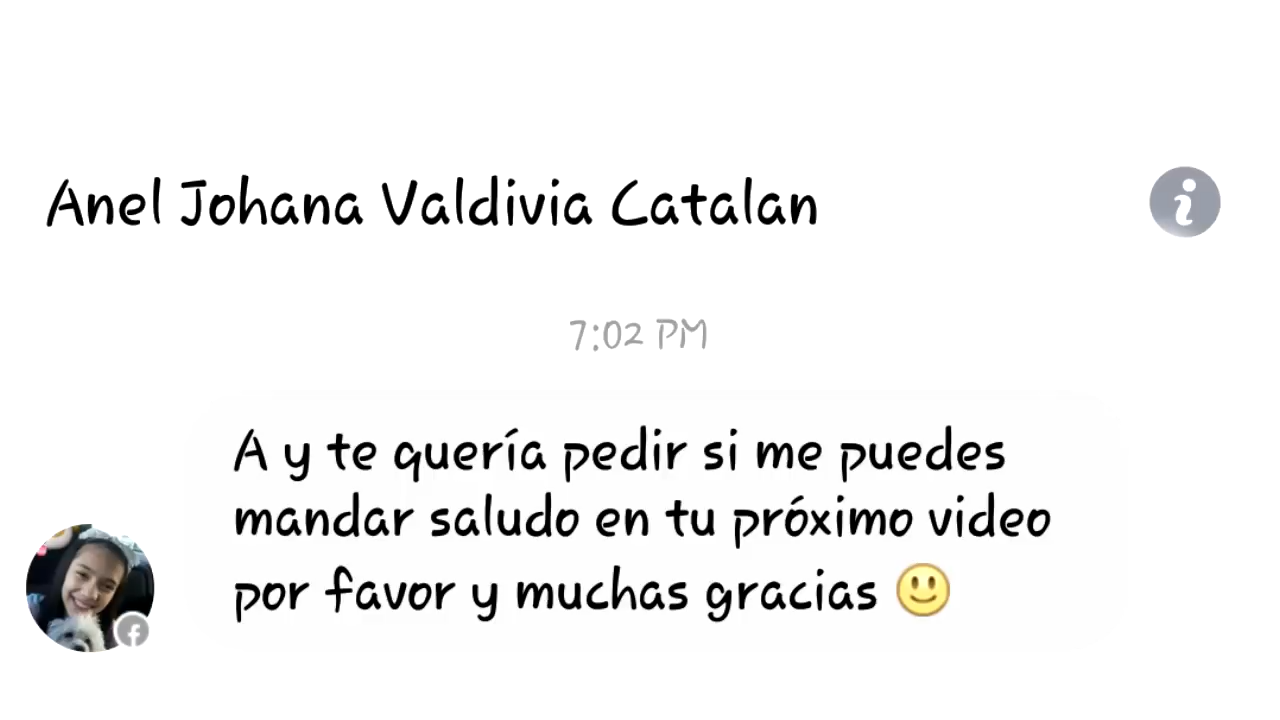 Anel Johana Valdivia Catalan
7:02 PM
A y te quería pedir si me puedes
mandar saludo en tu próximo video
por favor y muchas gracias 🙂